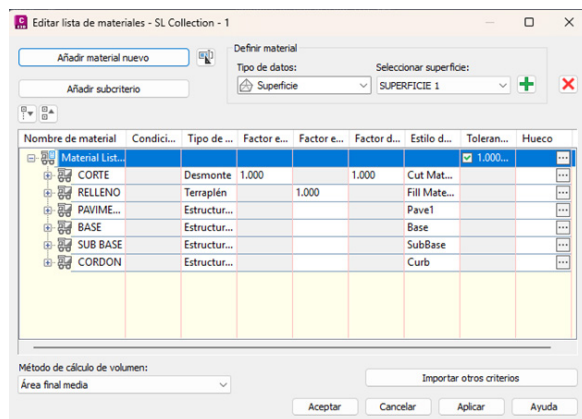 Editar lista de materiales - SL Collection - 1
Añadir material nuevo
Definir material
Tipo de datos:
Seleccionar superficie:
Superficie
SUPERFICIE 1
Añadir subcriterio
Nombre de material Condici... Tipo de ... Factor e... Factor e... Factor d... Estilo d... Toleran... Hueco
Material List... 1.000...
CORTE Desmonte 1.000 1.000 Cut Mat...
RELLENO Terraplén 1.000 Fill Mate...
PAVIME... Estructur... Pave1
BASE Estructur... Base
SUB BASE Estructur... SubBase
CORDON Estructur... Curb
Método de cálculo de volumen:
Área final media
Importar otros criterios
Aceptar Cancelar Aplicar Ayuda